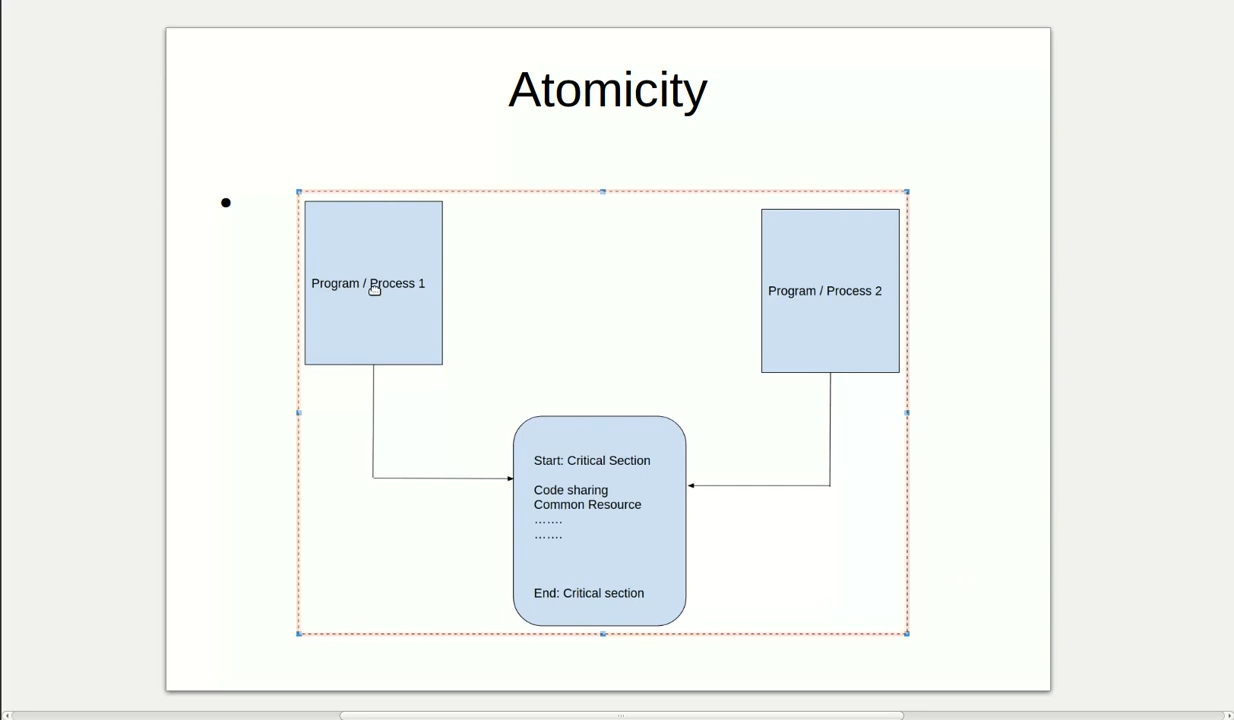 Atomicity
•
Program / Process 1
Program / Process 2
Start: Critical Section
Code sharing
Common Resource
…….
…….
End: Critical section